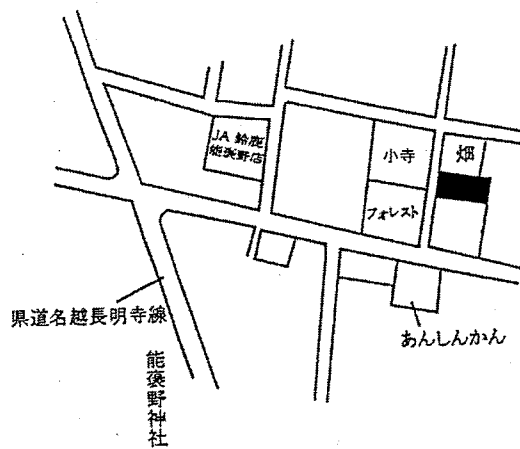 JA 鈴鹿
能褒野店
小寺
畑
フォレスト
県道名越長明寺線
あんしんかん
能褒野神社